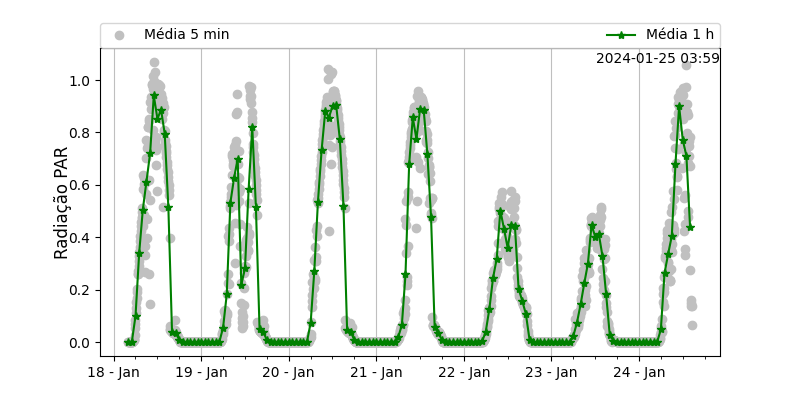 Média 5 min
Média 1 h
2024-01-25 03:59
Radiação PAR
1.0
0.8
0.6
0.4
0.2
0.0
18 - Jan
19 - Jan
20 - Jan
21 - Jan
22 - Jan
23 - Jan
24 - Jan